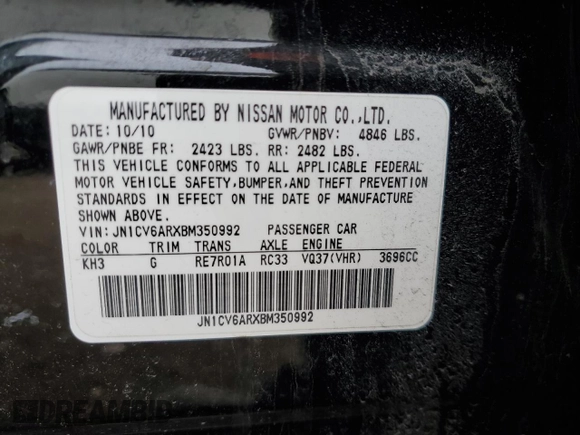 MANUFACTURED BY NISSAN MOTOR CO.,LTD.
DATE: 10/10 GVWR/PNBV: 4846 LBS.
GAWR/PNBE FR: 2423 LBS. RR: 2482 LBS.
THIS VEHICLE CONFORMS TO ALL APPLICABLE FEDERAL
MOTOR VEHICLE SAFETY,BUMPER,AND THEFT PREVENTION
STANDARDS IN EFFECT ON THE DATE OF MANUFACTURE
SHOWN ABOVE.
VIN: JN1CV6ARXBM350992 PASSENGER CAR
COLOR TRIM TRANS AXLE ENGINE
KH3 G RE7R01A RC33 VQ37(VHR) 3696CC
JN1CV6ARXBM350992
DREAMBID